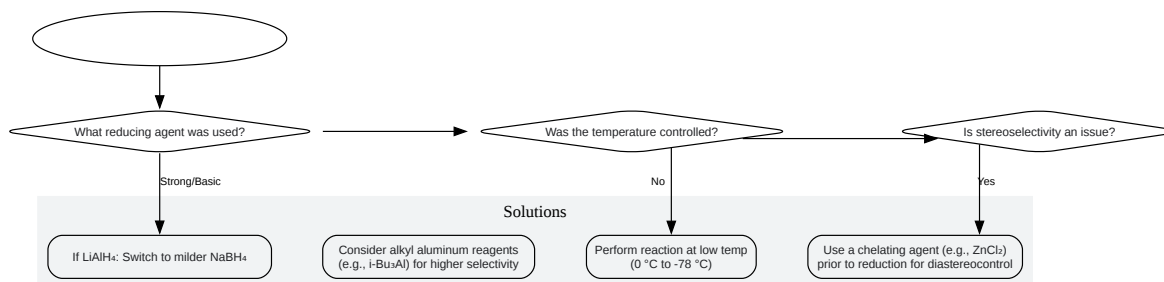 What reducing agent was used?
Was the temperature controlled?
Is stereoselectivity an issue?
Strong/Basic
No
Yes
Solutions
If LiAlH₄: Switch to milder NaBH₄
Consider alkyl aluminum reagents
(e.g., i-Bu₃Al) for higher selectivity
Perform reaction at low temp
(0 °C to -78 °C)
Use a chelating agent (e.g., ZnCl₂)
prior to reduction for diastereocontrol